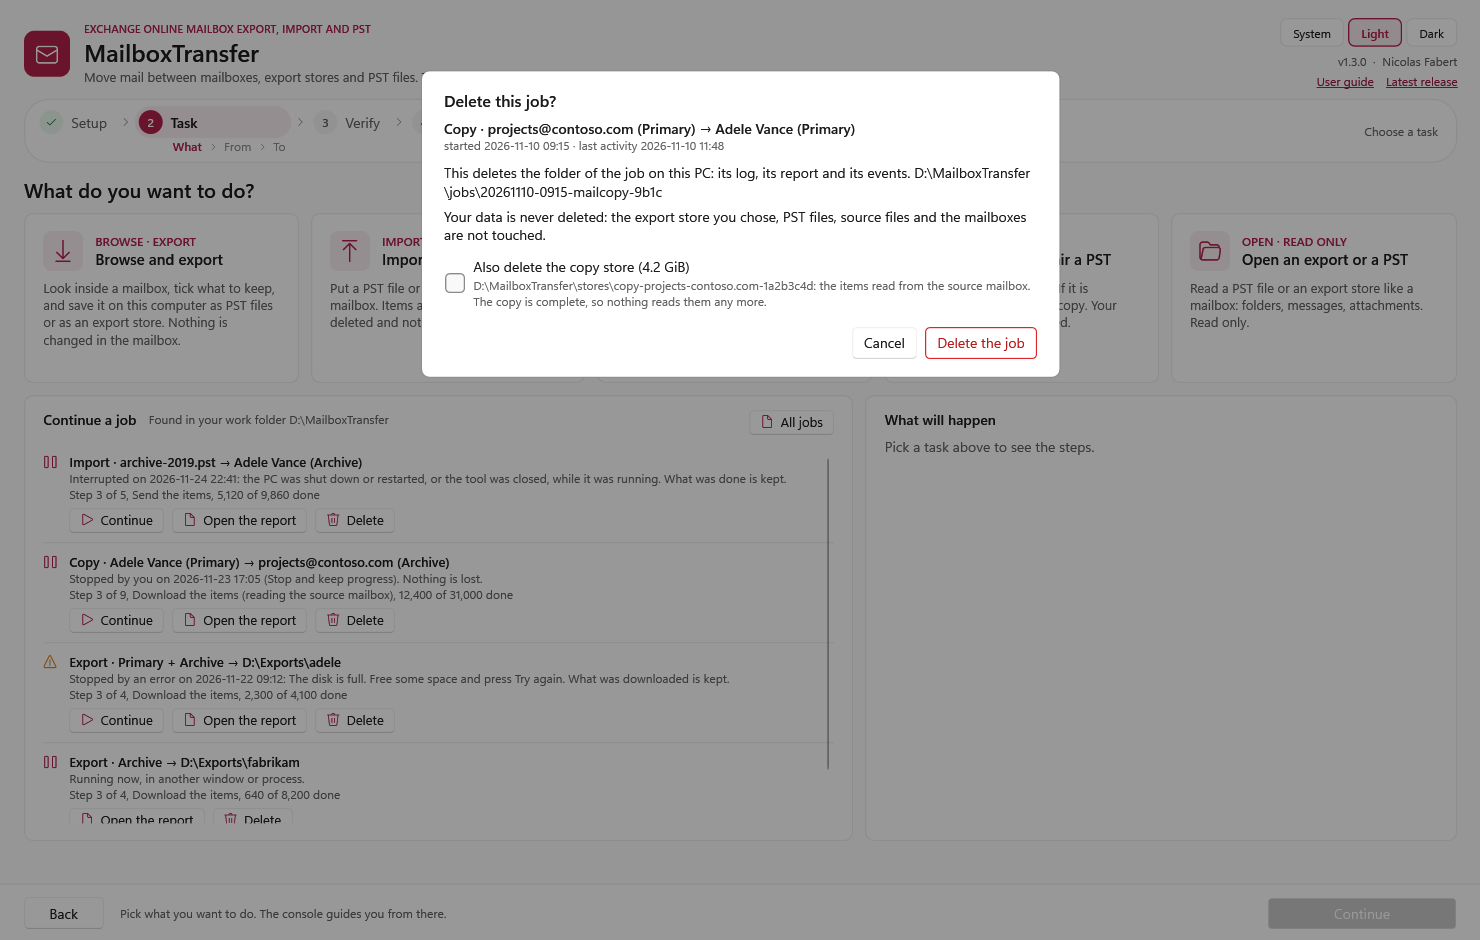 EXCHANGE ONLINE MAILBOX EXPORT, IMPORT AND PST
MailboxTransfer
Move mail between mailboxes, export stores and PST files.
System
Light
Dark
v1.3.0 · Nicolas Fabert
User guide
Latest release
Setup
2
Task
3
Verify
What
From
To
Choose a task
Delete this job?
Copy · projects@contoso.com (Primary) → Adele Vance (Primary)
started 2026-11-10 09:15 · last activity 2026-11-10 11:48
This deletes the folder of the job on this PC: its log, its report and its events. D:\MailboxTransfer
\jobs\20261110-0915-mailcopy-9b1c
Your data is never deleted: the export store you chose, PST files, source files and the mailboxes
are not touched.
Also delete the copy store (4.2 GiB)
D:\MailboxTransfer\stores\copy-projects-contoso.com-1a2b3c4d: the items read from the source mailbox.
The copy is complete, so nothing reads them any more.
Cancel
Delete the job
What do you want to do?
BROWSE · EXPORT
Browse and export
Look inside a mailbox, tick what to keep,
and save it on this computer as PST files
or as an export store. Nothing is
changed in the mailbox.
IMPORT
Impor
Put a PST file or
mailbox. Items a
deleted and not
ir a PST
f it is
copy. Your
d.
OPEN · READ ONLY
Open an export or a PST
Read a PST file or an export store like a
mailbox: folders, messages, attachments.
Read only.
Continue a job
Found in your work folder D:\MailboxTransfer
All jobs
Import · archive-2019.pst → Adele Vance (Archive)
Interrupted on 2026-11-24 22:41: the PC was shut down or restarted, or the tool was closed, while it was running. What was done is kept.
Step 3 of 5, Send the items, 5,120 of 9,860 done
Continue
Open the report
Delete
Copy · Adele Vance (Primary) → projects@contoso.com (Archive)
Stopped by you on 2026-11-23 17:05 (Stop and keep progress). Nothing is lost.
Step 3 of 9, Download the items (reading the source mailbox), 12,400 of 31,000 done
Continue
Open the report
Delete
Export · Primary + Archive → D:\Exports\adele
Stopped by an error on 2026-11-22 09:12: The disk is full. Free some space and press Try again. What was downloaded is kept.
Step 3 of 4, Download the items, 2,300 of 4,100 done
Continue
Open the report
Delete
Export · Archive → D:\Exports\fabrikam
Running now, in another window or process.
Step 3 of 4, Download the items, 640 of 8,200 done
Open the report
Delete
What will happen
Pick a task above to see the steps.
Back
Pick what you want to do. The console guides you from there.
Continue